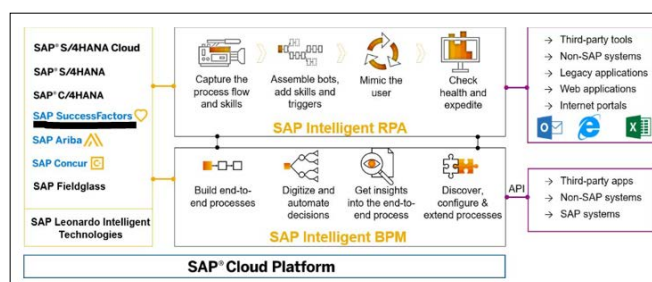 SAP® S/4HANA Cloud
SAP® S/4HANA
SAP® C/4HANA
SAP SuccessFactors
SAP Ariba
SAP Concur
SAP Fieldglass
SAP Leonardo Intelligent
Technologies
Capture the
process flow
and skills
Assemble bots,
add skills and
triggers
Mimic the
user
Check
health and
expedite
SAP Intelligent RPA
Build end-to-
end processes
Digitize and
automate
decisions
Get insights
into the end-to-
end process
Discover,
configure &
extend processes
SAP Intelligent BPM
→ Third-party tools
→ Non-SAP systems
→ Legacy applications
→ Web applications
→ Internet portals
API
→ Third-party apps
→ Non-SAP systems
→ SAP systems
SAP® Cloud Platform